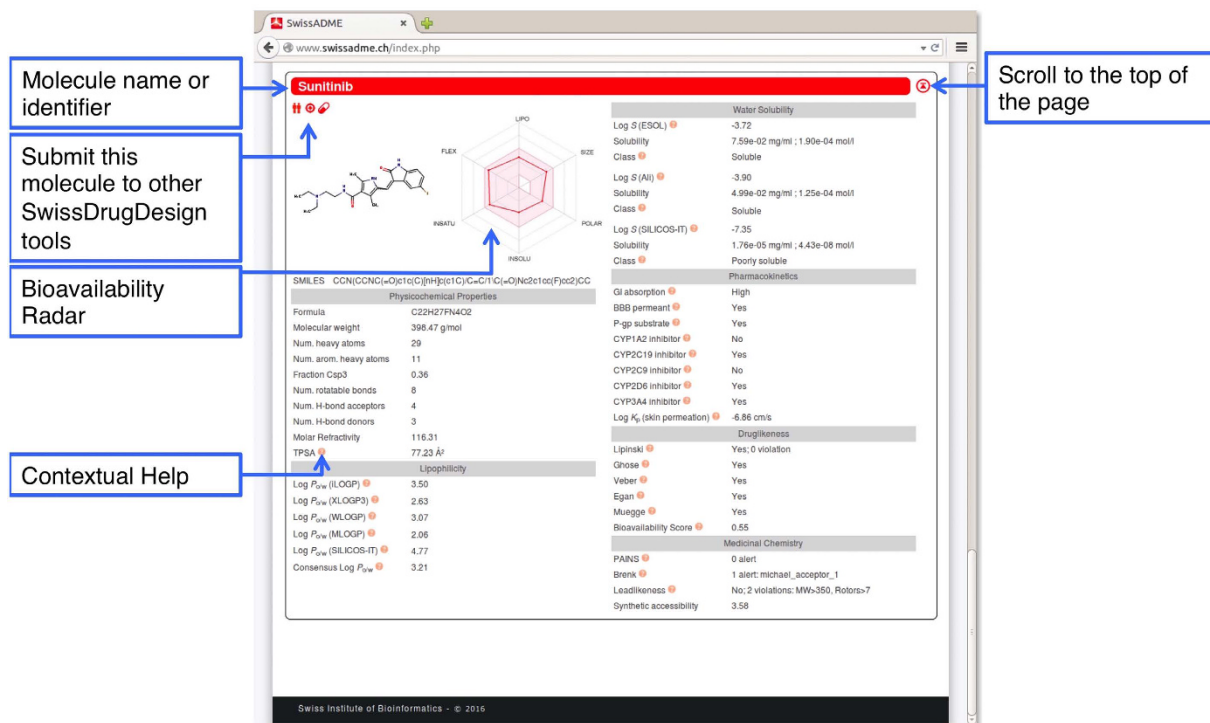 SwissADME
www.swissadme.ch/index.php
Molecule name or
identifier
Submit this
molecule to other
SwissDrugDesign
tools
Bioavailability
Radar
Contextual Help
Scroll to the top of
the page
Sunitinib
LIPO
FLEX
SIZE
INSATU
POLAR
INSOLU
SMILES CCN(CCNC(=O)c1c(C)[nH]c(c1C)/C=C/1\C(=O)Nc2c1cc(F)cc2)CC
Physicochemical Properties
Formula C22H27FN4O2
Molecular weight 398.47 g/mol
Num. heavy atoms 29
Num. arom. heavy atoms 11
Fraction Csp3 0.36
Num. rotatable bonds 8
Num. H-bond acceptors 4
Num. H-bond donors 3
Molar Refractivity 116.31
TPSA ? 77.23 Å²
Lipophilicity
Log Po/w (iLOGP) ? 3.50
Log Po/w (XLOGP3) ? 2.63
Log Po/w (WLOGP) ? 3.07
Log Po/w (MLOGP) ? 2.06
Log Po/w (SILICOS-IT) ? 4.77
Consensus Log Po/w ? 3.21
Water Solubility
Log S (ESOL) ? -3.72
Solubility 7.59e-02 mg/ml ; 1.90e-04 mol/l
Class ? Soluble
Log S (Ali) ? -3.90
Solubility 4.99e-02 mg/ml ; 1.25e-04 mol/l
Class ? Soluble
Log S (SILICOS-IT) ? -7.35
Solubility 1.76e-05 mg/ml ; 4.43e-08 mol/l
Class ? Poorly soluble
Pharmacokinetics
GI absorption ? High
BBB permeant ? Yes
P-gp substrate ? Yes
CYP1A2 inhibitor ? No
CYP2C19 inhibitor ? Yes
CYP2C9 inhibitor ? No
CYP2D6 inhibitor ? Yes
CYP3A4 inhibitor ? Yes
Log Kp (skin permeation) ? -6.86 cm/s
Druglikeness
Lipinski ? Yes; 0 violation
Ghose ? Yes
Veber ? Yes
Egan ? Yes
Muegge ? Yes
Bioavailability Score ? 0.55
Medicinal Chemistry
PAINS ? 0 alert
Brenk ? 1 alert: michael_acceptor_1
Leadlikeness ? No; 2 violations: MW>350, Rotors>7
Synthetic accessibility 3.58
Swiss Institute of Bioinformatics - © 2016